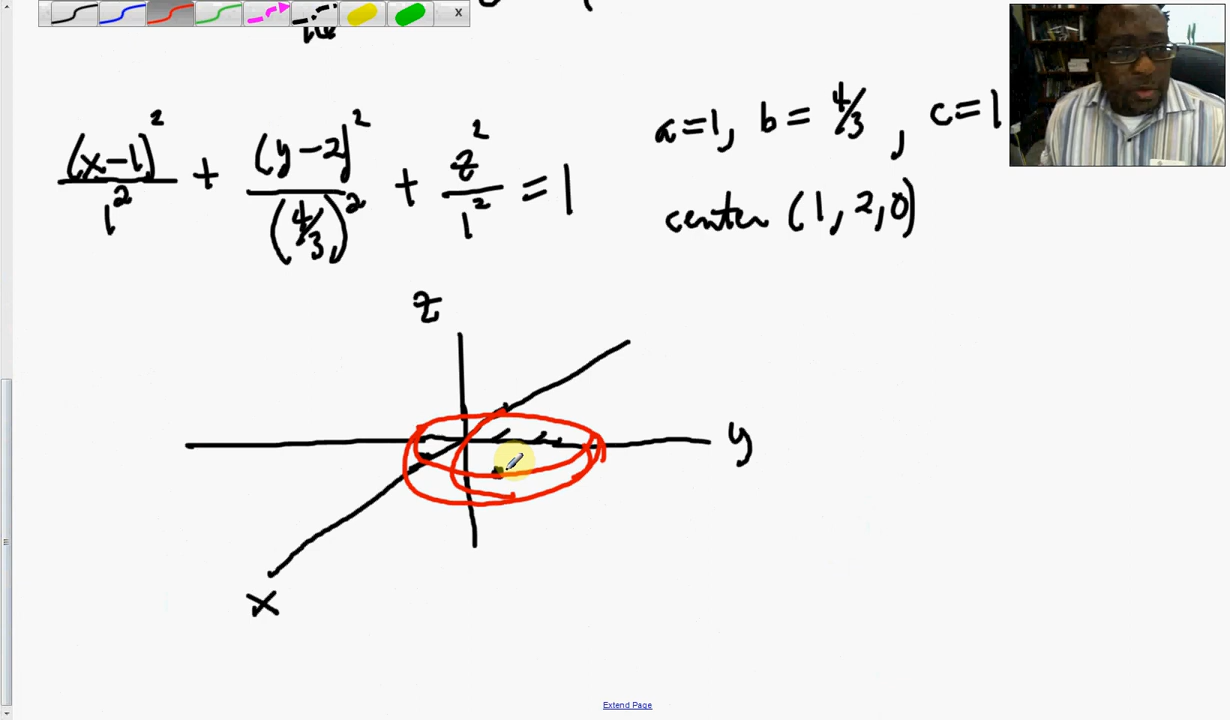 x
(x-1)²/1² + (y-2)²/(4/3)² + z²/1² = 1
a=1, b=4/3, c=1
center (1, 2, 0)
z
y
x
Extend Page